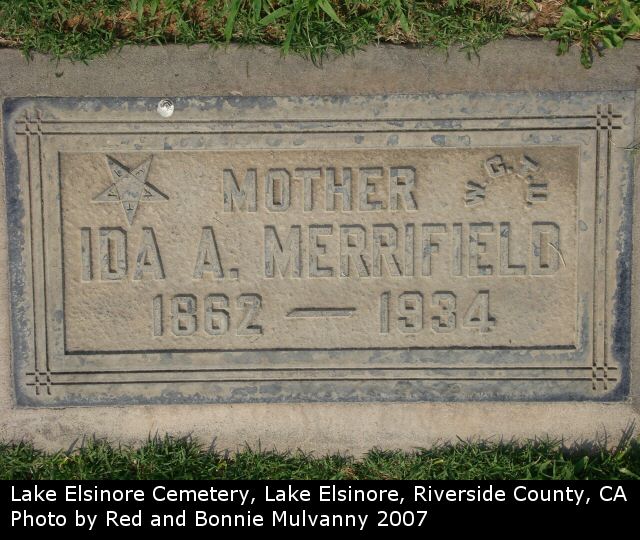 MOTHER
IDA A. MERRIFIELD
1862 — 1934
Lake Elsinore Cemetery, Lake Elsinore, Riverside County, CA
Photo by Red and Bonnie Mulvanny 2007